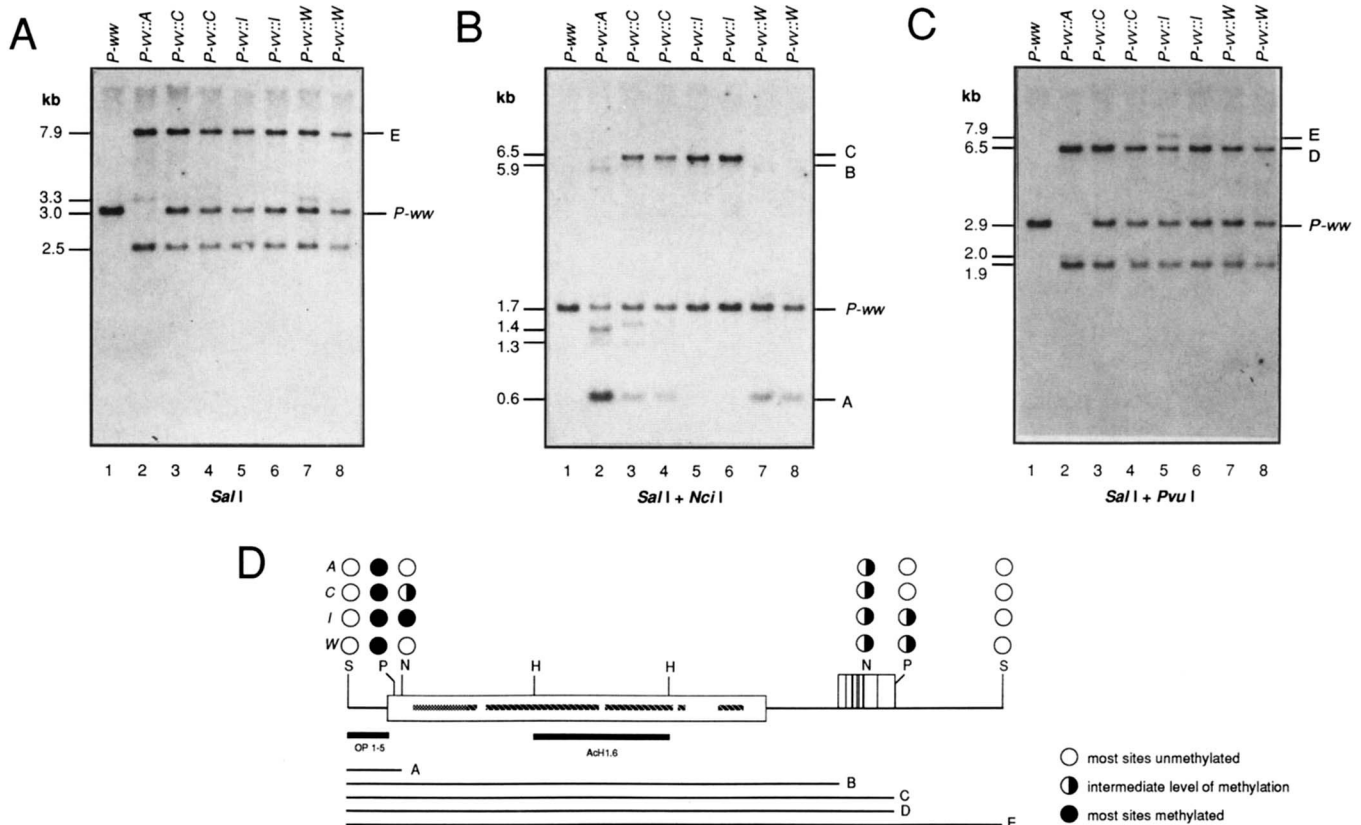 A
P-ww
P-vv::A
P-vv::C
P-vv::C
P-vv::I
P-vv::I
P-vv::W
P-vv::W
kb
7.9
3.3
3.0
2.5
E
P-ww
1 2 3 4 5 6 7 8
Sal I
B
P-ww
P-vv::A
P-vv::C
P-vv::C
P-vv::I
P-vv::I
P-vv::W
P-vv::W
kb
6.5
5.9
1.7
1.4
1.3
0.6
C
B
P-ww
A
1 2 3 4 5 6 7 8
Sal I + Nci I
C
P-ww
P-vv::A
P-vv::C
P-vv::C
P-vv::I
P-vv::I
P-vv::W
P-vv::W
kb
7.9
6.5
2.9
2.0
1.9
E
D
P-ww
1 2 3 4 5 6 7 8
Sal I + Pvu I
D
A
C
I
W
S P N H H N P S
OP 1-5
AcH1.6
A
B
C
D
E
most sites unmethylated
intermediate level of methylation
most sites methylated